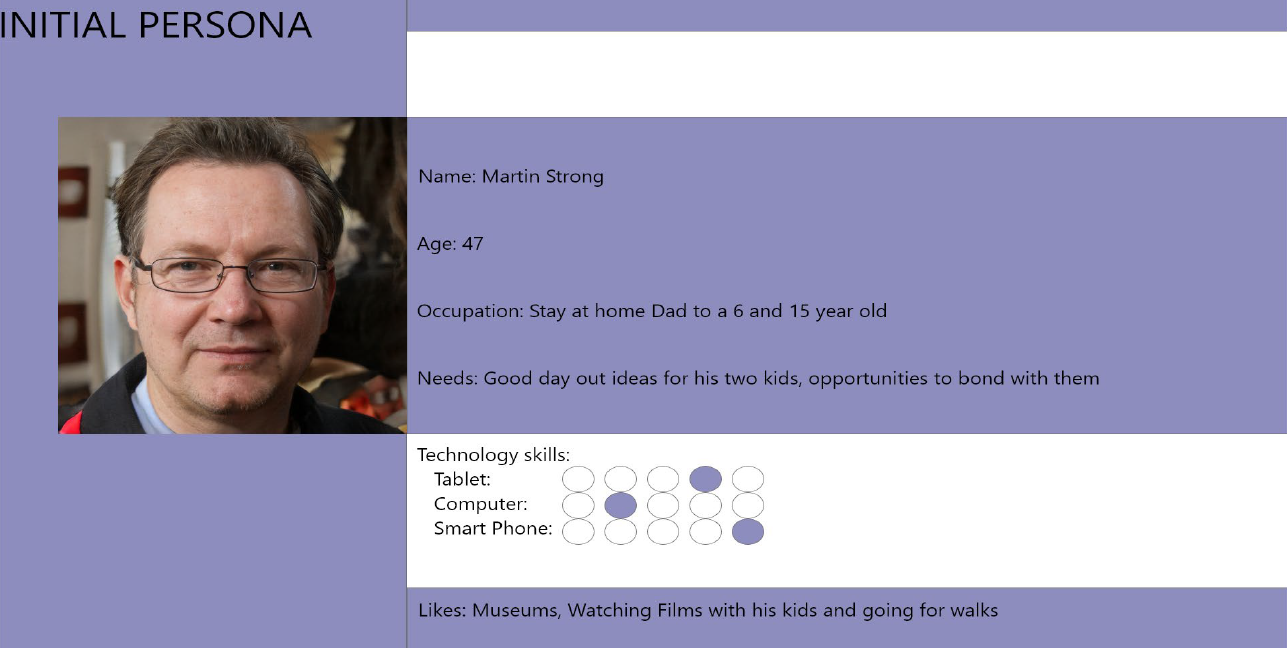 INITIAL PERSONA
Name: Martin Strong
Age: 47
Occupation: Stay at home Dad to a 6 and 15 year old
Needs: Good day out ideas for his two kids, opportunities to bond with them
Technology skills:
Tablet:
Computer:
Smart Phone:
Likes: Museums, Watching Films with his kids and going for walks